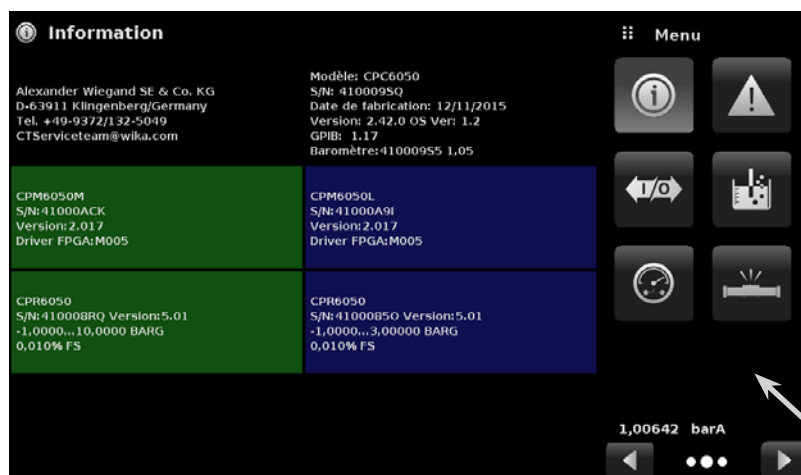 Information
Menu
Alexander Wiegand SE & Co. KG
D-63911 Klingenberg/Germany
Tel. +49-9372/132-5049
CTServiceteam@wika.com
Modèle: CPC6050
S/N: 410009SQ
Date de fabrication: 12/11/2015
Version: 2.42.0 OS Ver: 1.2
GPIB: 1.17
Baromètre:410009S5 1,05
CPM6050M
S/N:41000ACK
Version:2.017
Driver FPGA:M005
CPM6050L
S/N:41000A9I
Version:2.017
Driver FPGA:M005
CPR6050
S/N:410008RQ Version:5.01
-1,0000...10,0000 BARG
0,010% FS
CPR6050
S/N:4100085O Version:5.01
-1,0000...3,00000 BARG
0,010% FS
I/O
1,00642 barA